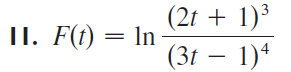 11. F(t) = ln (2t + 1)³ / (3t − 1)⁴